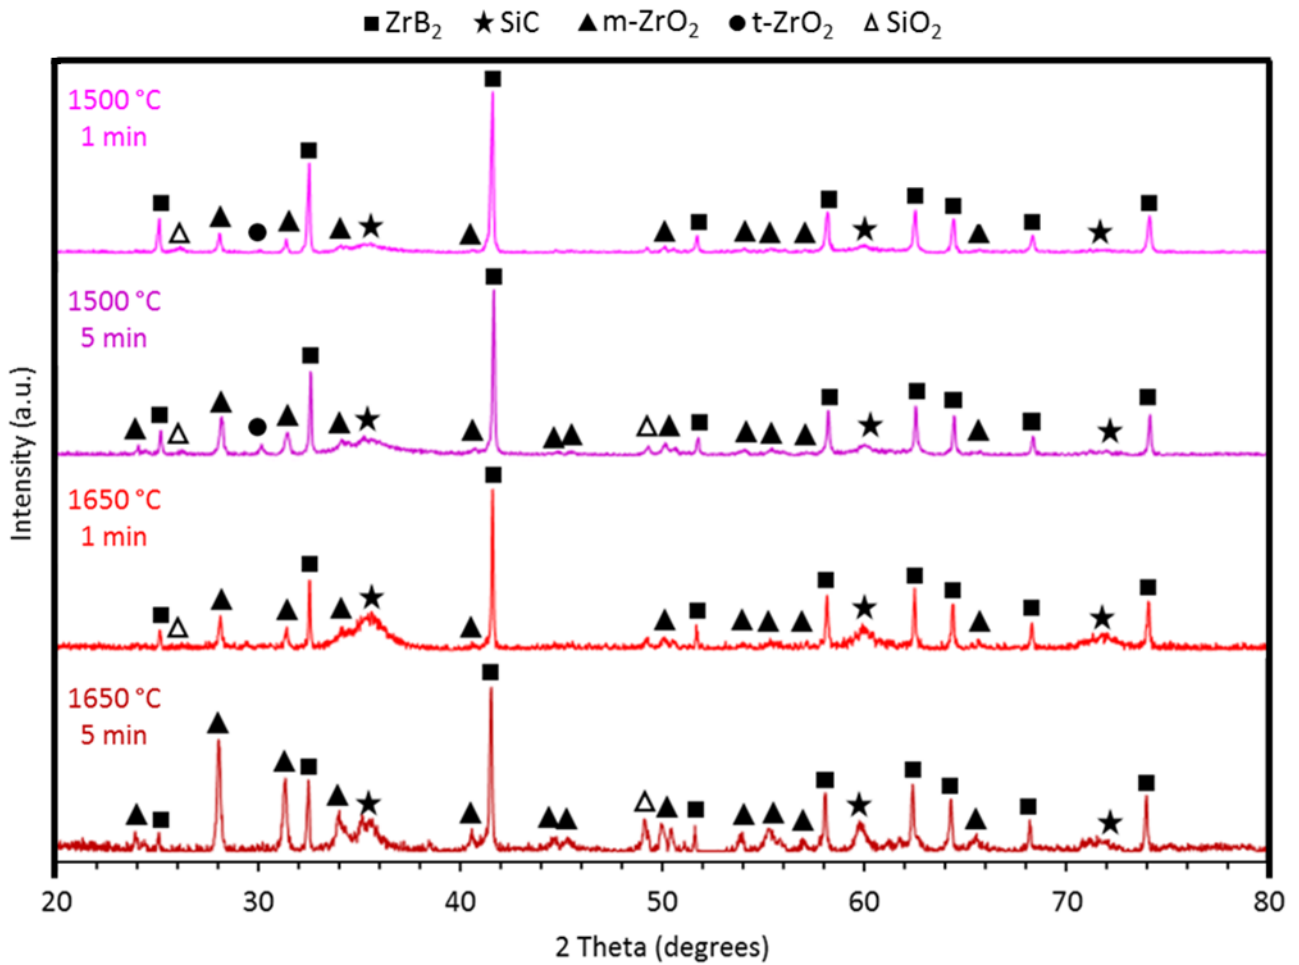 ■ ZrB₂ ★ SiC ▲ m-ZrO₂ ● t-ZrO₂ △ SiO₂
1500 °C
1 min
1500 °C
5 min
1650 °C
1 min
1650 °C
5 min
Intensity (a.u.)
20 30 40 50 60 70 80
2 Theta (degrees)